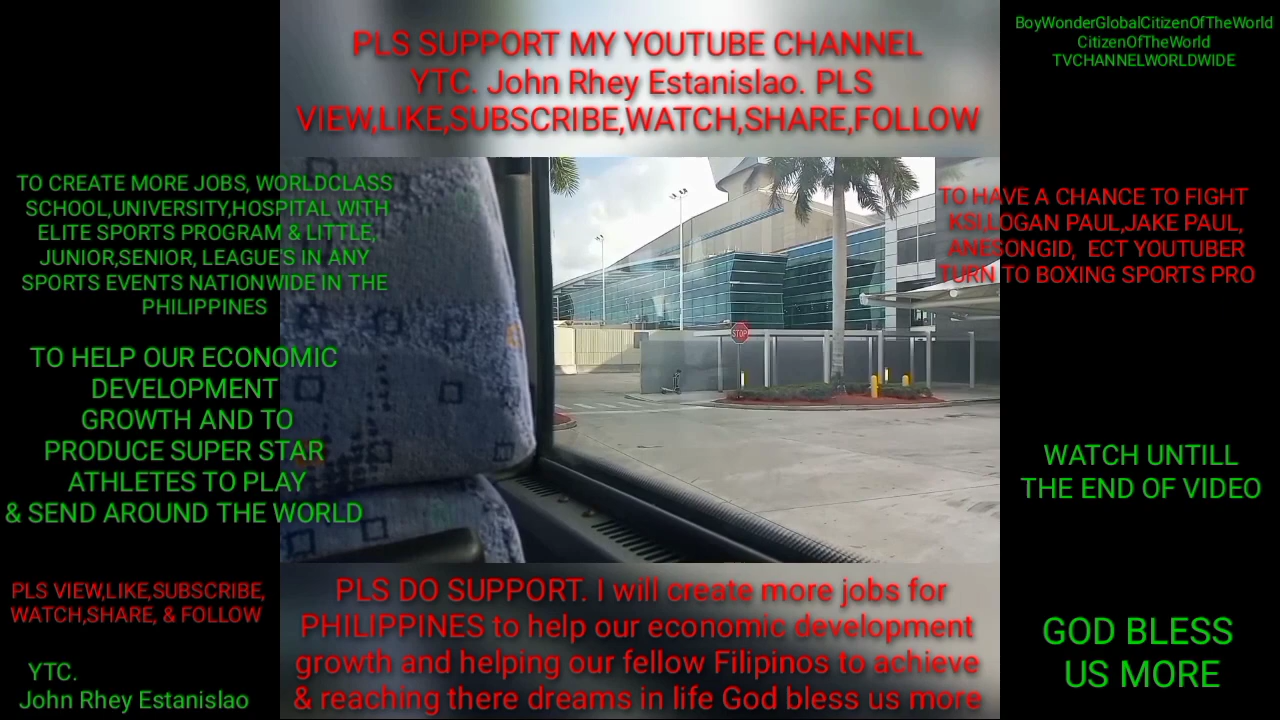 PLS SUPPORT MY YOUTUBE CHANNEL
YTC. John Rhey Estanislao. PLS
VIEW,LIKE,SUBSCRIBE,WATCH,SHARE,FOLLOW
BoyWonderGlobalCitizenOfTheWorld
CitizenOfTheWorld
TVCHANNELWORLDWIDE
TO CREATE MORE JOBS, WORLDCLASS
SCHOOL,UNIVERSITY,HOSPITAL WITH
ELITE SPORTS PROGRAM & LITTLE,
JUNIOR,SENIOR, LEAGUE'S IN ANY
SPORTS EVENTS NATIONWIDE IN THE
PHILIPPINES
TO HELP OUR ECONOMIC
DEVELOPMENT
GROWTH AND TO
PRODUCE SUPER STAR
ATHLETES TO PLAY
& SEND AROUND THE WORLD
PLS VIEW,LIKE,SUBSCRIBE,
WATCH,SHARE, & FOLLOW
YTC.
John Rhey Estanislao
STOP
TO HAVE A CHANCE TO FIGHT
KSI,LOGAN PAUL,JAKE PAUL,
ANESONGID, ECT YOUTUBER
TURN TO BOXING SPORTS PRO
WATCH UNTILL
THE END OF VIDEO
GOD BLESS
US MORE
PLS DO SUPPORT. I will create more jobs for
PHILIPPINES to help our economic development
growth and helping our fellow Filipinos to achieve
& reaching there dreams in life God bless us more